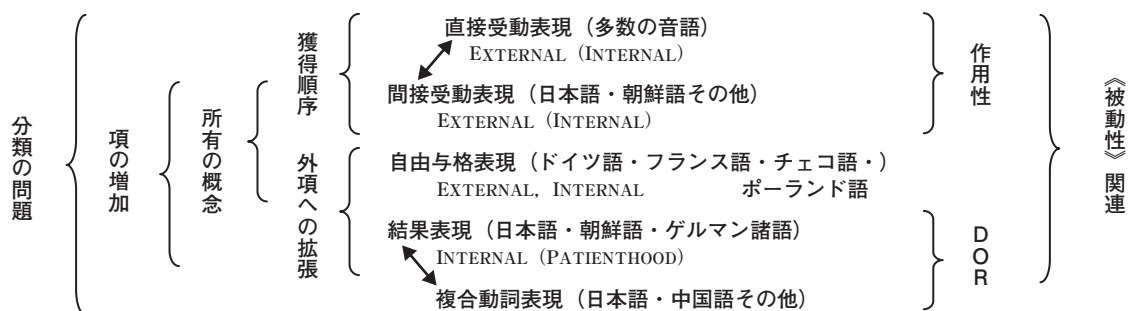 分類の問題
項の増加
所有の概念
獲得順序
外項への拡張
直接受動表現（多数の音語）
EXTERNAL (INTERNAL)
間接受動表現（日本語・朝鮮語その他）
EXTERNAL (INTERNAL)
自由与格表現（ドイツ語・フランス語・チェコ語・）
EXTERNAL, INTERNAL ポーランド語
結果表現（日本語・朝鮮語・ゲルマン諸語）
INTERNAL (PATIENTHOOD)
複合動詞表現（日本語・中国語その他）
作用性
DOR
《被動性》関連